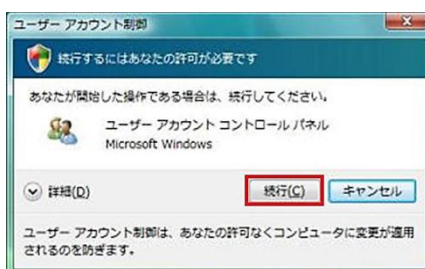 ユーザー アカウント制御
続行するにはあなたの許可が必要です
あなたが開始した操作である場合は、続行してください。
ユーザー アカウント コントロール パネル
Microsoft Windows
詳細(D)
続行(C)
キャンセル
ユーザー アカウント制御は、あなたの許可なくコンピュータに変更が適用
されるのを防ぎます。